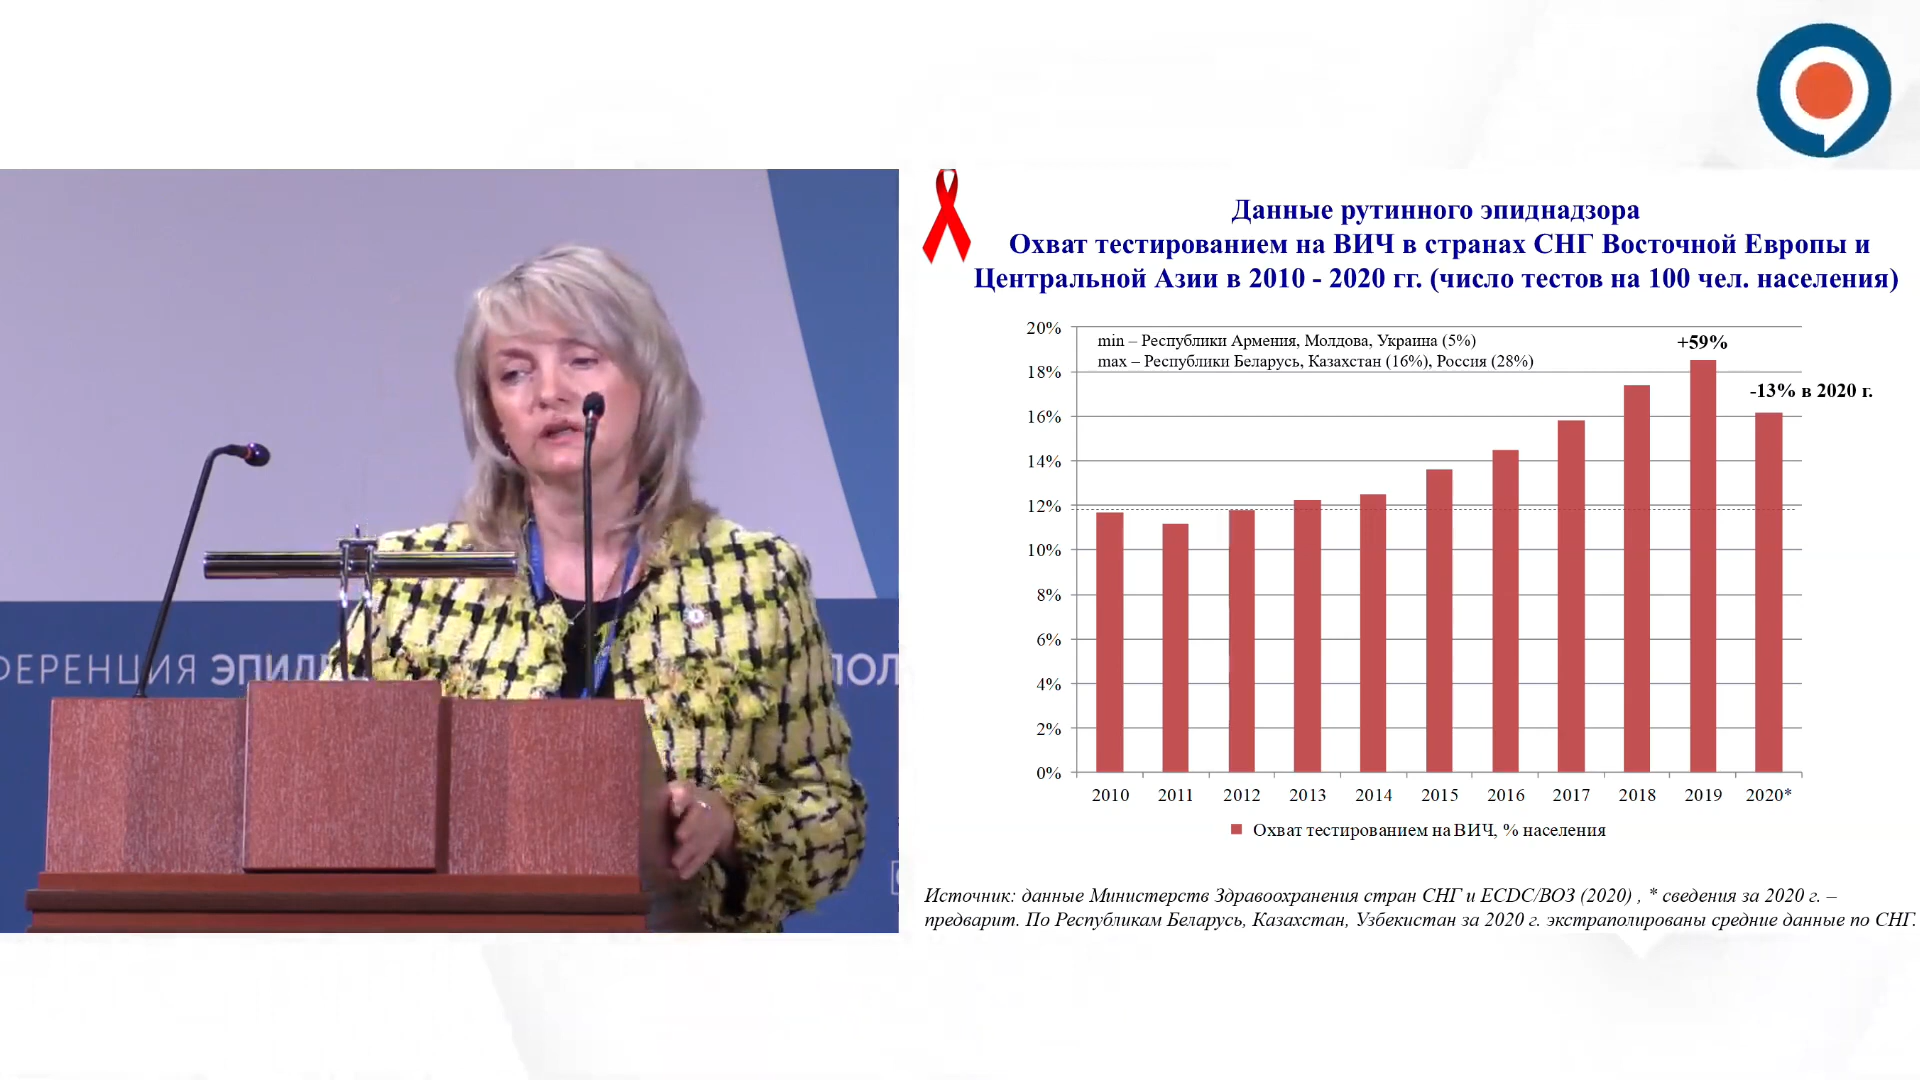 ФЕРЕНЦИЯ
Данные рутинного эпиднадзора
Охват тестированием на ВИЧ в странах СНГ Восточной Европы и
Центральной Азии в 2010 - 2020 гг. (число тестов на 100 чел. населения)
min – Республики Армения, Молдова, Украина (5%)
max – Республики Беларусь, Казахстан (16%), Россия (28%)
+59%
-13% в 2020 г.
20%
18%
16%
14%
12%
10%
8%
6%
4%
2%
0%
2010 2011 2012 2013 2014 2015 2016 2017 2018 2019 2020*
Охват тестированием на ВИЧ, % населения
Источник: данные Министерств Здравоохранения стран СНГ и ECDC/ВОЗ (2020) , * сведения за 2020 г. –
предварит. По Республикам Беларусь, Казахстан, Узбекистан за 2020 г. экстраполированы средние данные по СНГ.